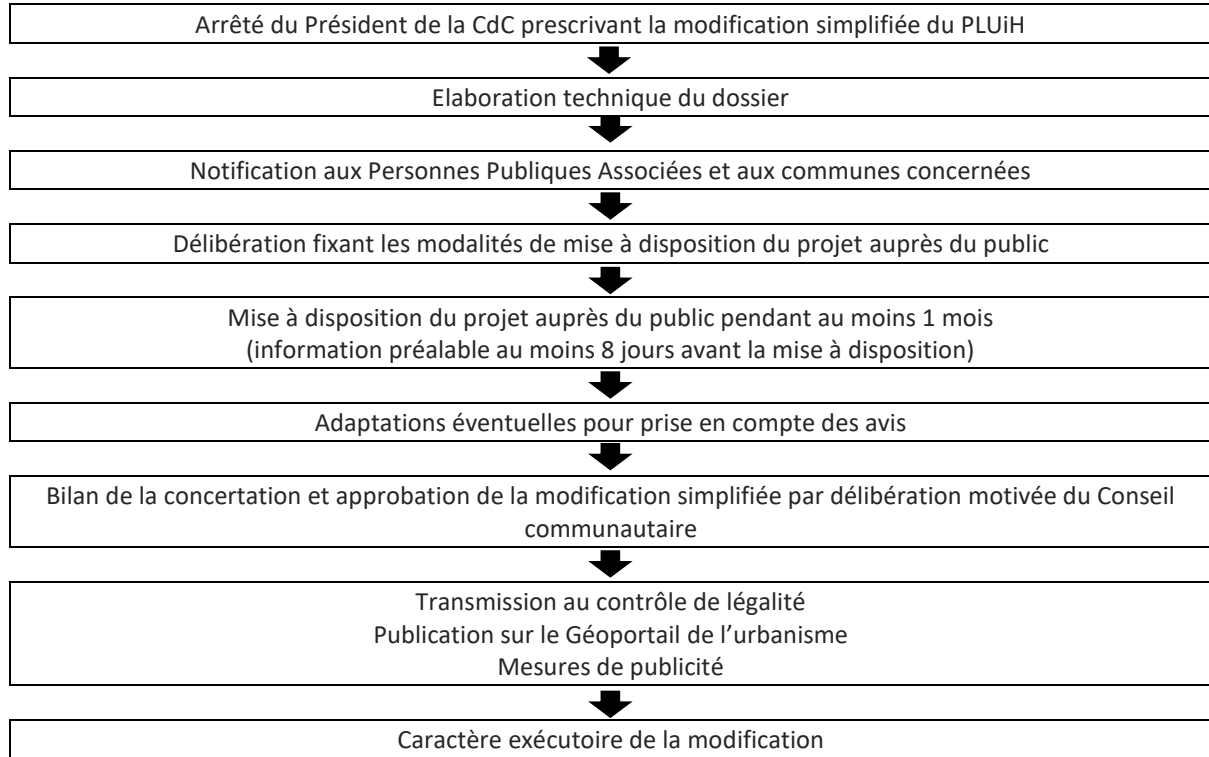 Arrêté du Président de la CdC prescrivant la modification simplifiée du PLUiH
Elaboration technique du dossier
Notification aux Personnes Publiques Associées et aux communes concernées
Délibération fixant les modalités de mise à disposition du projet auprès du public
Mise à disposition du projet auprès du public pendant au moins 1 mois
(information préalable au moins 8 jours avant la mise à disposition)
Adaptations éventuelles pour prise en compte des avis
Bilan de la concertation et approbation de la modification simplifiée par délibération motivée du Conseil
communautaire
Transmission au contrôle de légalité
Publication sur le Géoportail de l’urbanisme
Mesures de publicité
Caractère exécutoire de la modification